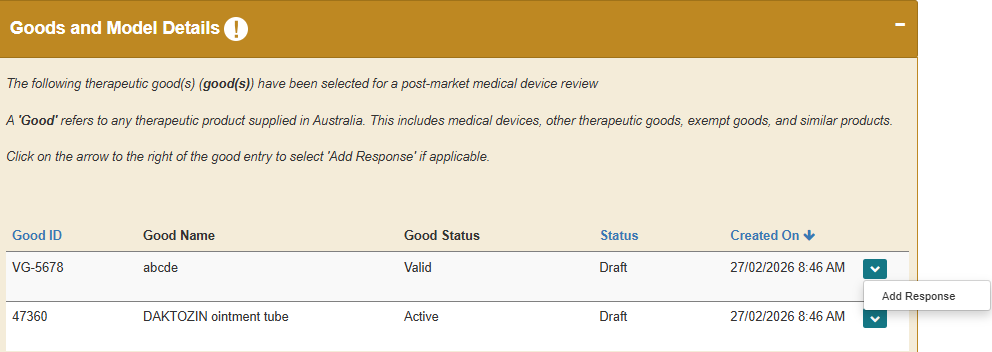 Goods and Model Details !
The following therapeutic good(s) (good(s)) have been selected for a post-market medical device review
A 'Good' refers to any therapeutic product supplied in Australia. This includes medical devices, other therapeutic goods, exempt goods, and similar products.
Click on the arrow to the right of the good entry to select 'Add Response' if applicable.
Good ID Good Name Good Status Status Created On
VG-5678 abcde Valid Draft 27/02/2026 8:46 AM
Add Response
47360 DAKTOZIN ointment tube Active Draft 27/02/2026 8:46 AM